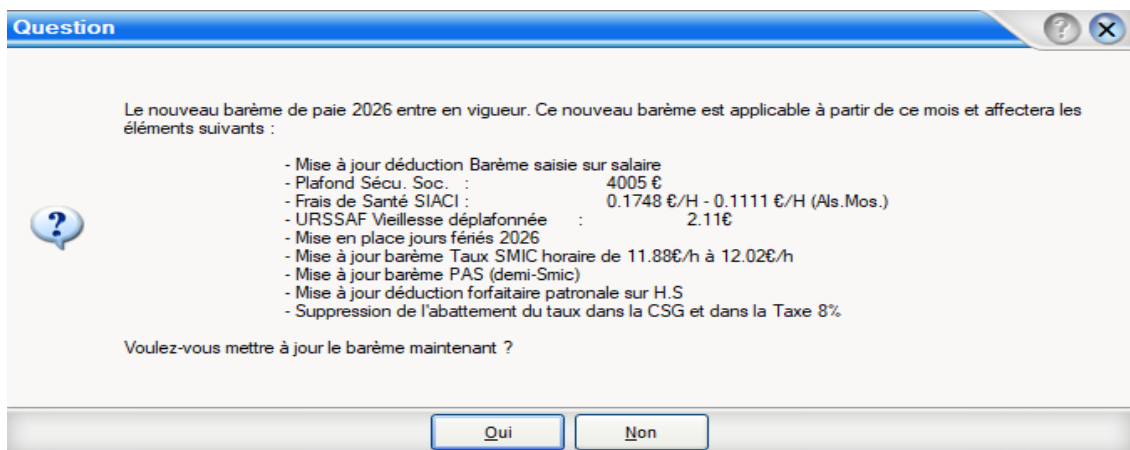 Question
Le nouveau barème de paie 2026 entre en vigueur. Ce nouveau barème est applicable à partir de ce mois et affectera les
éléments suivants :
- Mise à jour déduction Barème saisie sur salaire
- Plafond Sécu. Soc. : 4005 €
- Frais de Santé SIACI : 0.1748 €/H - 0.1111 €/H (Als.Mos.)
- URSSAF Vieillesse déplafonnée : 2.11€
- Mise en place jours fériés 2026
- Mise à jour barème Taux SMIC horaire de 11.88€/h à 12.02€/h
- Mise à jour barème PAS (demi-Smic)
- Mise à jour déduction forfaitaire patronale sur H.S
- Suppression de l'abattement du taux dans la CSG et dans la Taxe 8%
Voulez-vous mettre à jour le barème maintenant ?
Oui Non